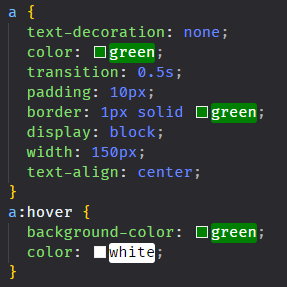 a {
text-decoration: none;
color: green;
transition: 0.5s;
padding: 10px;
border: 1px solid green;
display: block;
width: 150px;
text-align: center;
}
a:hover {
background-color: green;
color: white;
}